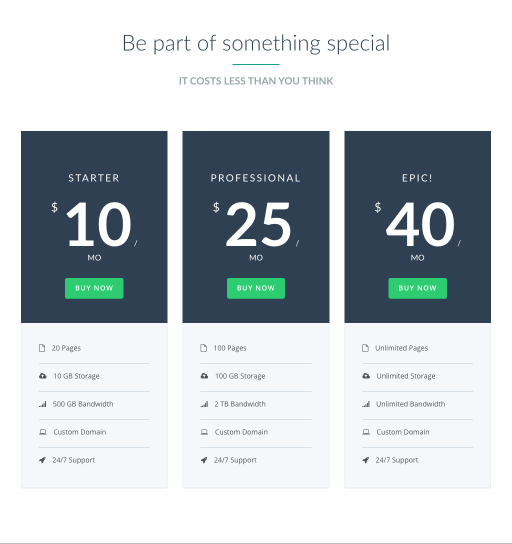 Be part of something special
IT COSTS LESS THAN YOU THINK
STARTER
$10/
MO
BUY NOW
20 Pages
10 GB Storage
500 GB Bandwidth
Custom Domain
24/7 Support
PROFESSIONAL
$25/
MO
BUY NOW
100 Pages
100 GB Storage
2 TB Bandwidth
Custom Domain
24/7 Support
EPIC!
$40/
MO
BUY NOW
Unlimited Pages
Unlimited Storage
Unlimited Bandwidth
Custom Domain
24/7 Support